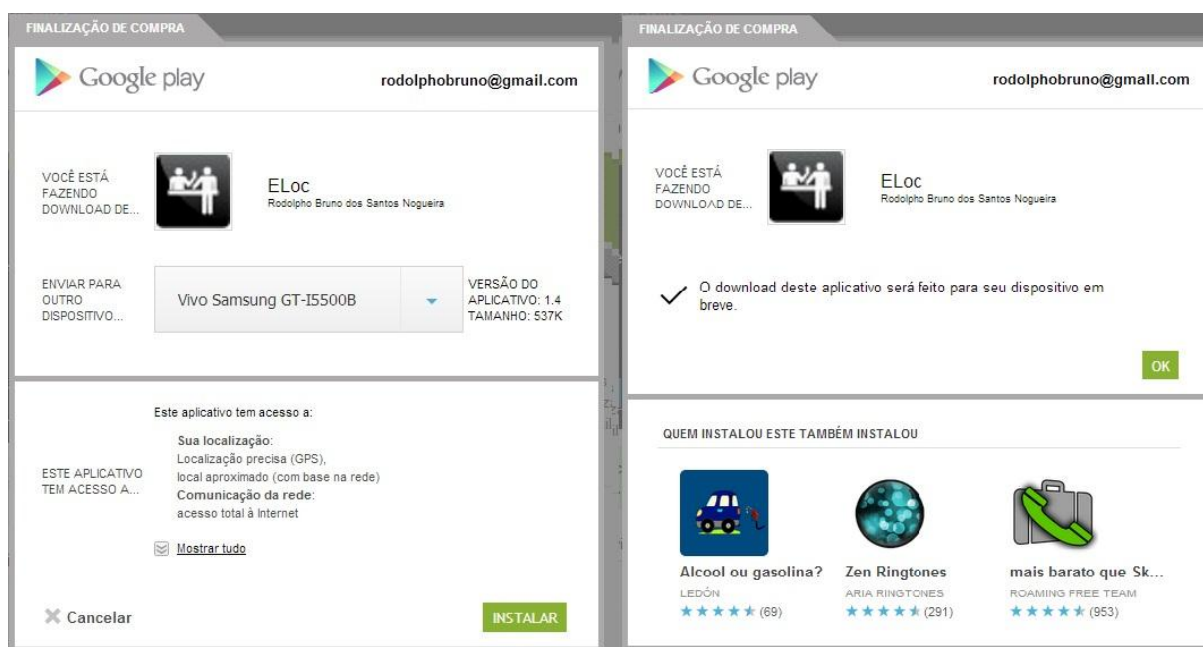 FINALIZAÇÃO DE COMPRA
Google play
rodolphobruno@gmail.com
VOCÊ ESTÁ
FAZENDO
DOWNLOAD DE...
ELoc
Rodolpho Bruno dos Santos Nogueira
ENVIAR PARA
OUTRO
DISPOSITIVO...
Vivo Samsung GT-I5500B
VERSÃO DO
APLICATIVO: 1.4
TAMANHO: 537K
Este aplicativo tem acesso a:
ESTE APLICATIVO
TEM ACESSO A...
Sua localização:
Localização precisa (GPS),
local aproximado (com base na rede)
Comunicação da rede:
acesso total à Internet
Mostrar tudo
Cancelar
INSTALAR
FINALIZAÇÃO DE COMPRA
Google play
rodolphobruno@gmail.com
VOCÊ ESTÁ
FAZENDO
DOWNLOAD DE...
ELoc
Rodolpho Bruno dos Santos Nogueira
O download deste aplicativo será feito para seu dispositivo em
breve.
OK
QUEM INSTALOU ESTE TAMBÉM INSTALOU
Alcool ou gasolina?
LEDÓN
(69)
Zen Ringtones
ARIA RINGTONES
(291)
mais barato que Sk...
ROAMING FREE TEAM
(953)